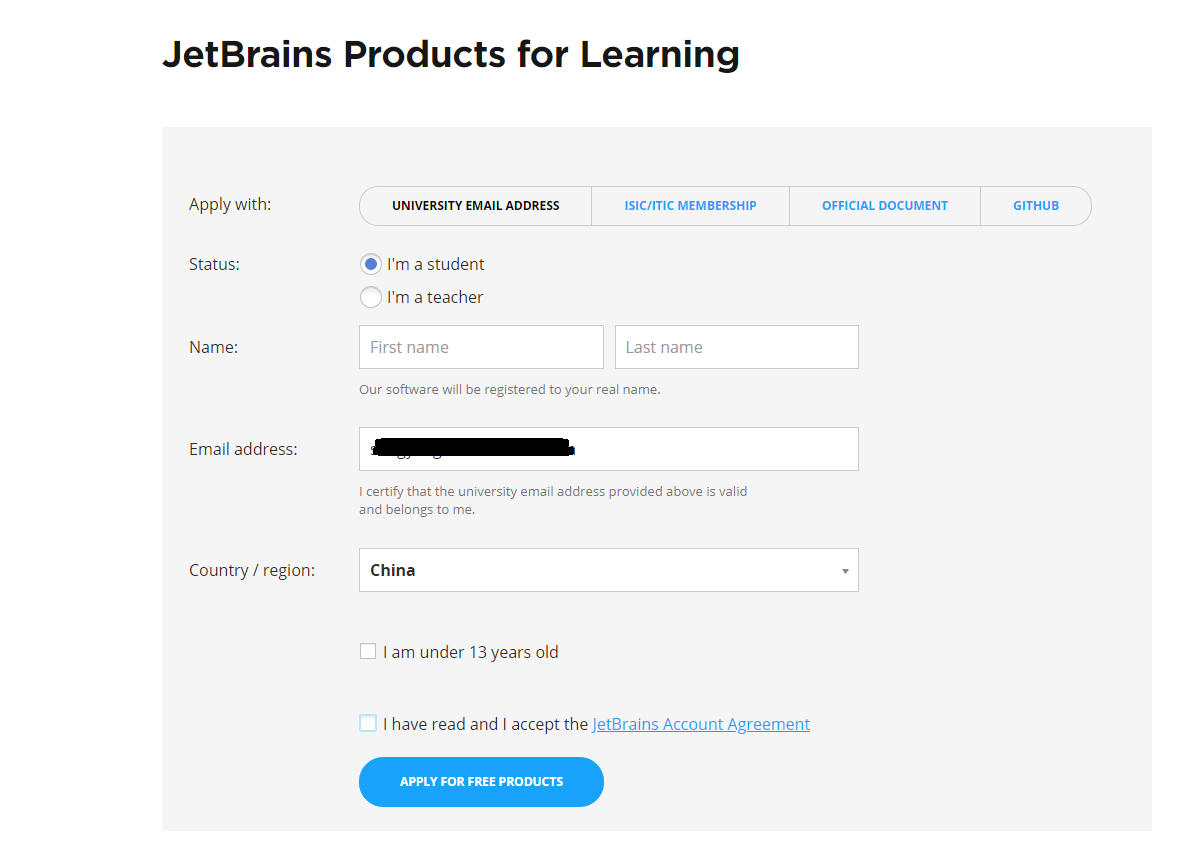 JetBrains Products for Learning
Apply with:
UNIVERSITY EMAIL ADDRESS
ISIC/ITIC MEMBERSHIP
OFFICIAL DOCUMENT
GITHUB
Status:
I'm a student
I'm a teacher
Name:
First name
Last name
Our software will be registered to your real name.
Email address:
I certify that the university email address provided above is valid
and belongs to me.
Country / region:
China
I am under 13 years old
I have read and I accept the JetBrains Account Agreement
APPLY FOR FREE PRODUCTS